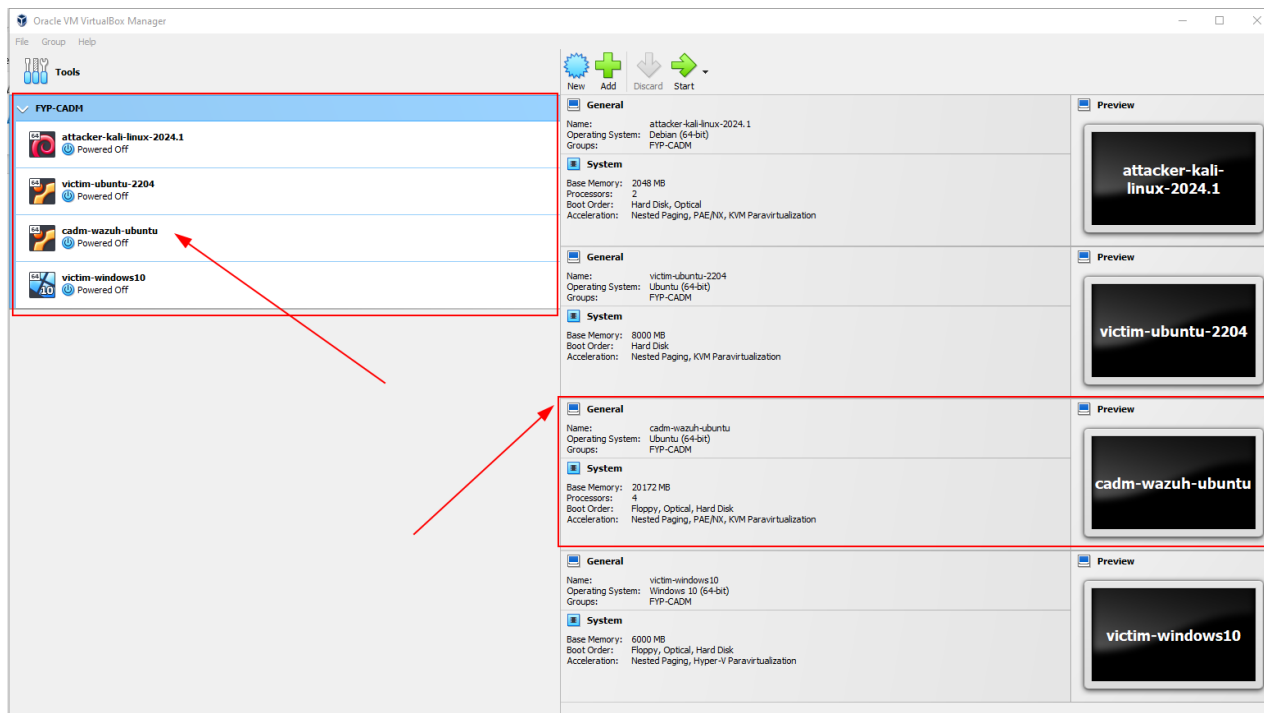 Oracle VM VirtualBox Manager
File Group Help
Tools
New Add Discard Start
FYP-CADM
64
attacker-kali-linux-2024.1
Powered Off
64
victim-ubuntu-2204
Powered Off
64
cadm-wazuh-ubuntu
Powered Off
64
10
victim-windows10
Powered Off
General
Name: attacker-kali-linux-2024.1
Operating System: Debian (64-bit)
Groups: FYP-CADM
System
Base Memory: 2048 MB
Processors: 2
Boot Order: Hard Disk, Optical
Acceleration: Nested Paging, PAE/NX, KVM Paravirtualization
Preview
attacker-kali-
linux-2024.1
General
Name: victim-ubuntu-2204
Operating System: Ubuntu (64-bit)
Groups: FYP-CADM
System
Base Memory: 8000 MB
Boot Order: Hard Disk
Acceleration: Nested Paging, KVM Paravirtualization
Preview
victim-ubuntu-2204
General
Name: cadm-wazuh-ubuntu
Operating System: Ubuntu (64-bit)
Groups: FYP-CADM
System
Base Memory: 20172 MB
Processors: 4
Boot Order: Floppy, Optical, Hard Disk
Acceleration: Nested Paging, PAE/NX, KVM Paravirtualization
Preview
cadm-wazuh-ubuntu
General
Name: victim-windows10
Operating System: Windows 10 (64-bit)
Groups: FYP-CADM
System
Base Memory: 6000 MB
Boot Order: Floppy, Optical, Hard Disk
Acceleration: Nested Paging, Hyper-V Paravirtualization
Preview
victim-windows10